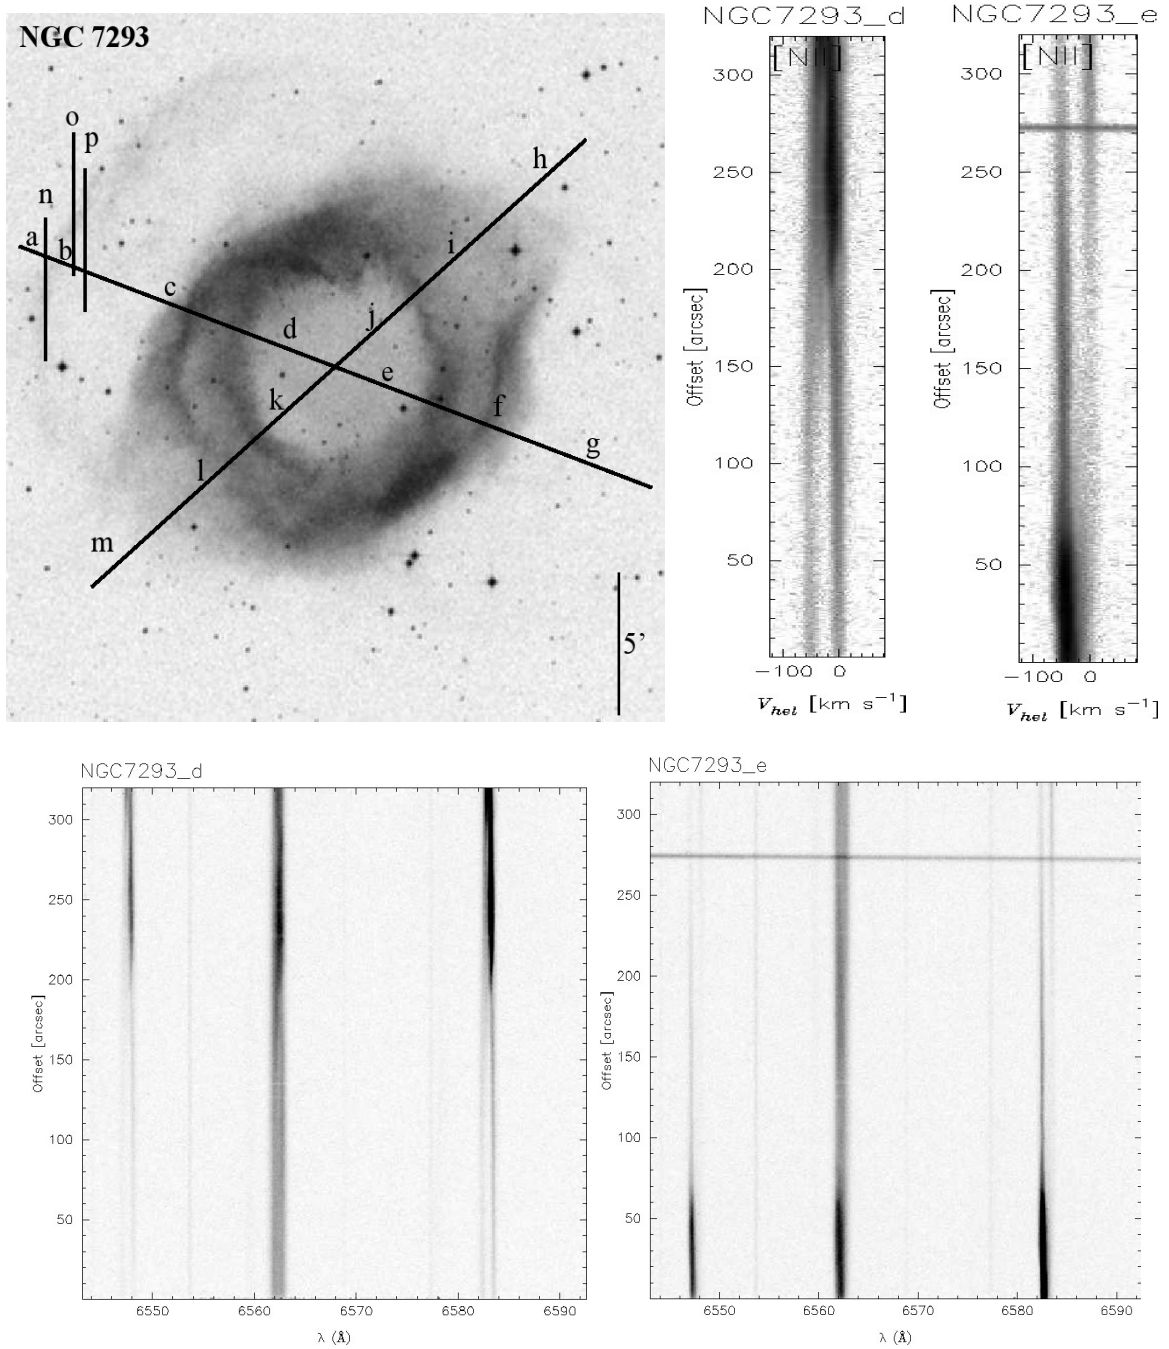 NGC 7293
o
p
n
a
b
c
d
e
f
g
h
i
j
k
l
m
5’
NGC7293_d
[NII]
300
250
200
150
100
50
Offset [arcsec]
−100 0
V_hel [km s⁻¹]
NGC7293_e
[NII]
300
250
200
150
100
50
Offset [arcsec]
−100 0
V_hel [km s⁻¹]
NGC7293_d
300
250
200
150
100
50
Offset [arcsec]
6550 6560 6570 6580 6590
λ (Å)
NGC7293_e
300
250
200
150
100
50
Offset [arcsec]
6550 6560 6570 6580 6590
λ (Å)